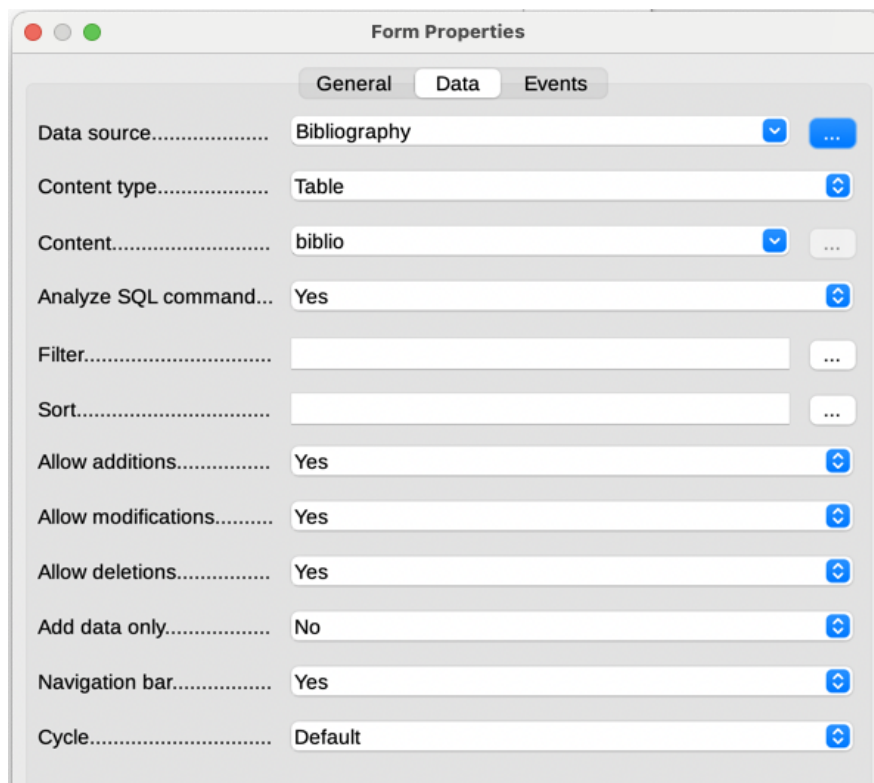 Form Properties
General Data Events
Data source.................... Bibliography ...
Content type................... Table
Content........................... biblio ...
Analyze SQL command... Yes
Filter................................ ...
Sort.................................. ...
Allow additions................ Yes
Allow modifications.......... Yes
Allow deletions................ Yes
Add data only.................. No
Navigation bar................. Yes
Cycle............................... Default